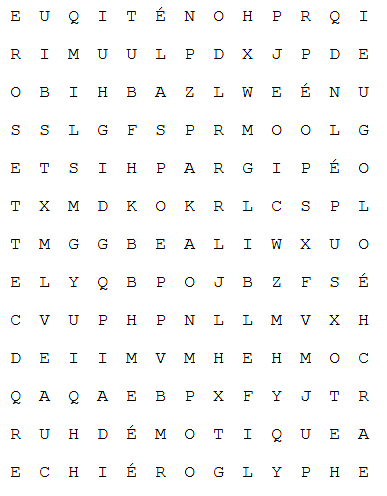 E U Q I T É N O H P R Q I
R I M U U L P D X J P D E
O B I H B A Z L W E É N U
S S L G F S P R M O O L G
E T S I H P A R G I P É O
T X M D K O K R L C S P L
T M G G B E A L I W X U O
E L Y Q B P O J B Z F S É
C V U P H P N L L M V X H
D E I I M V M H E H M O C
Q A Q A E B P X F Y J T R
R U H D É M O T I Q U E A
E C H I É R O G L Y P H E